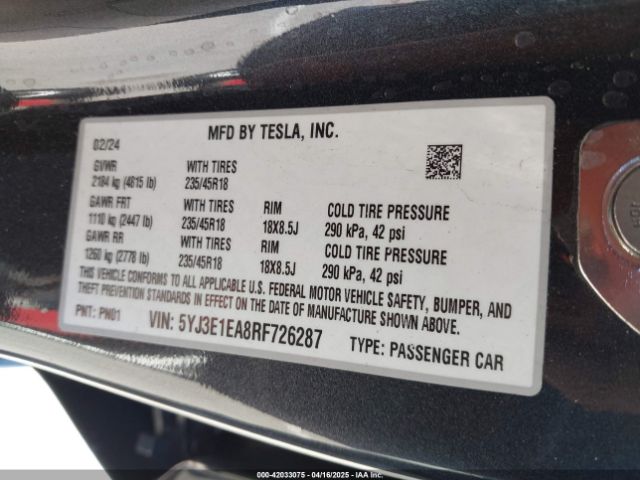 MFD BY TESLA, INC.
02/24
GVWR WITH TIRES
2184 kg (4815 lb) 235/45R18
GAWR FRT WITH TIRES RIM COLD TIRE PRESSURE
1110 kg (2447 lb) 235/45R18 18X8.5J 290 kPa, 42 psi
GAWR RR WITH TIRES RIM COLD TIRE PRESSURE
1260 kg (2778 lb) 235/45R18 18X8.5J 290 kPa, 42 psi
THIS VEHICLE CONFORMS TO ALL APPLICABLE U.S. FEDERAL MOTOR VEHICLE SAFETY, BUMPER, AND
THEFT PREVENTION STANDARDS IN EFFECT ON THE DATE OF MANUFACTURE SHOWN ABOVE.
PNT: PN01 VIN: 5YJ3E1EA8RF726287 TYPE: PASSENGER CAR
000-42033075 - 04/16/2025 - IAAI.COM